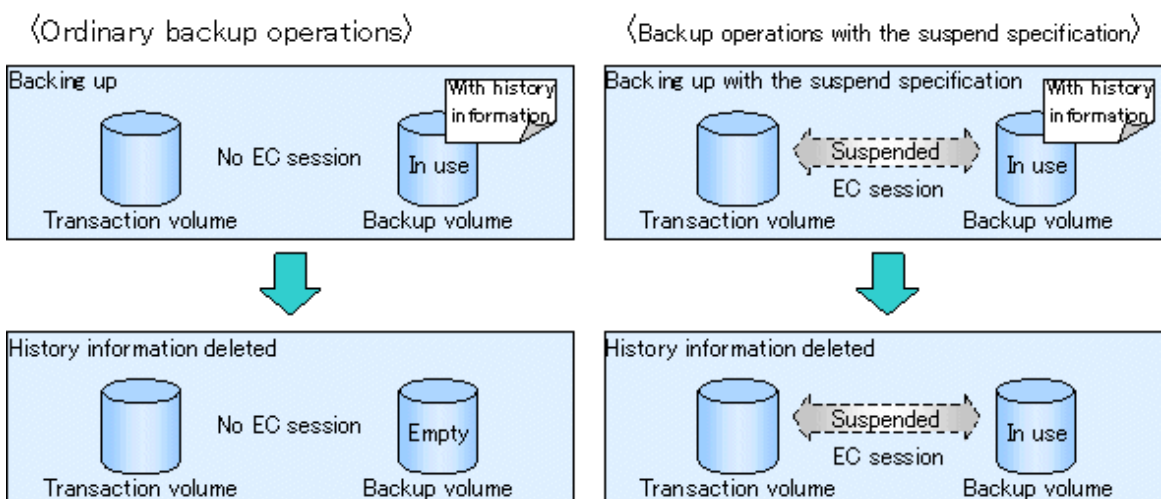 〈Ordinary backup operations〉
〈Backup operations with the suspend specification〉
Backing up
With history
information
No EC session
In use
Transaction volume
Backup volume
Backing up with the suspend specification
With history
information
Suspended
EC session
In use
Transaction volume
Backup volume
History information deleted
No EC session
Empty
Transaction volume
Backup volume
History information deleted
Suspended
EC session
In use
Transaction volume
Backup volume